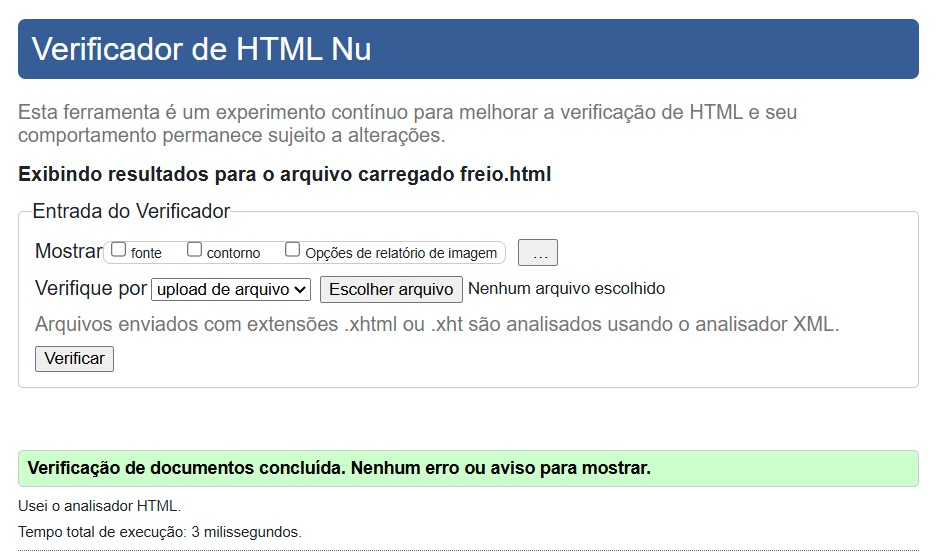 Verificador de HTML Nu
Esta ferramenta é um experimento contínuo para melhorar a verificação de HTML e seu
comportamento permanece sujeito a alterações.
Exibindo resultados para o arquivo carregado freio.html
Entrada do Verificador
Mostrar fonte contorno Opções de relatório de imagem ...
Verifique por upload de arquivo Escolher arquivo Nenhum arquivo escolhido
Arquivos enviados com extensões .xhtml ou .xht são analisados usando o analisador XML.
Verificar
Verificação de documentos concluída. Nenhum erro ou aviso para mostrar.
Usei o analisador HTML.
Tempo total de execução: 3 milissegundos.